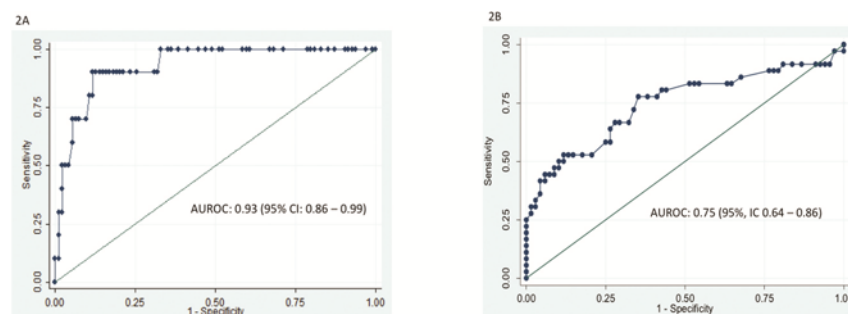 2A
1.00
0.75
0.50
0.25
0.00
Sensitivity
AUROC: 0.93 (95% CI: 0.86 – 0.99)
0.00 0.25 0.50 0.75 1.00
1 - Specificity
2B
1.00
0.75
0.50
0.25
0.00
Sensitivity
AUROC: 0.75 (95%, IC 0.64 – 0.86)
0.00 0.25 0.50 0.75 1.00
1 - Specificity